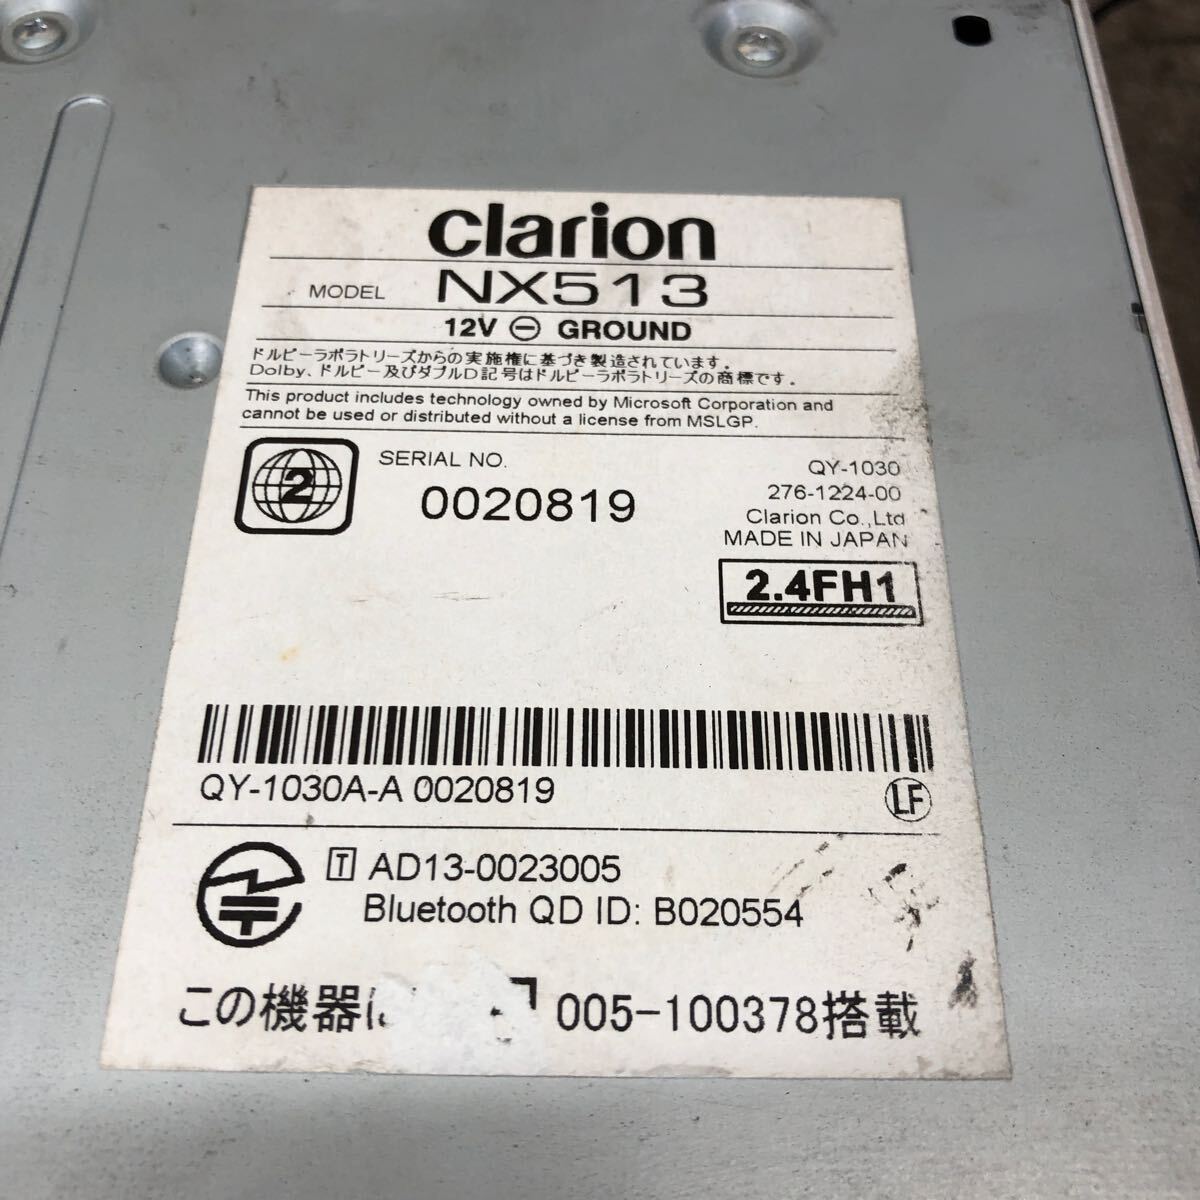 clarion
MODEL NX513
12V ⊖ GROUND
ドルビーラボラトリーズからの実施権に基づき製造されています。
Dolby、ドルビー及びダブルD記号はドルビーラボラトリーズの商標です。
This product includes technology owned by Microsoft Corporation and
cannot be used or distributed without a license from MSLGP.
2
SERIAL NO.
0020819
QY-1030
276-1224-00
Clarion Co.,Ltd
MADE IN JAPAN
2.4FH1
QY-1030A-A 0020819
LF
T AD13-0023005
Bluetooth QD ID: B020554
この機器は 005-100378搭載